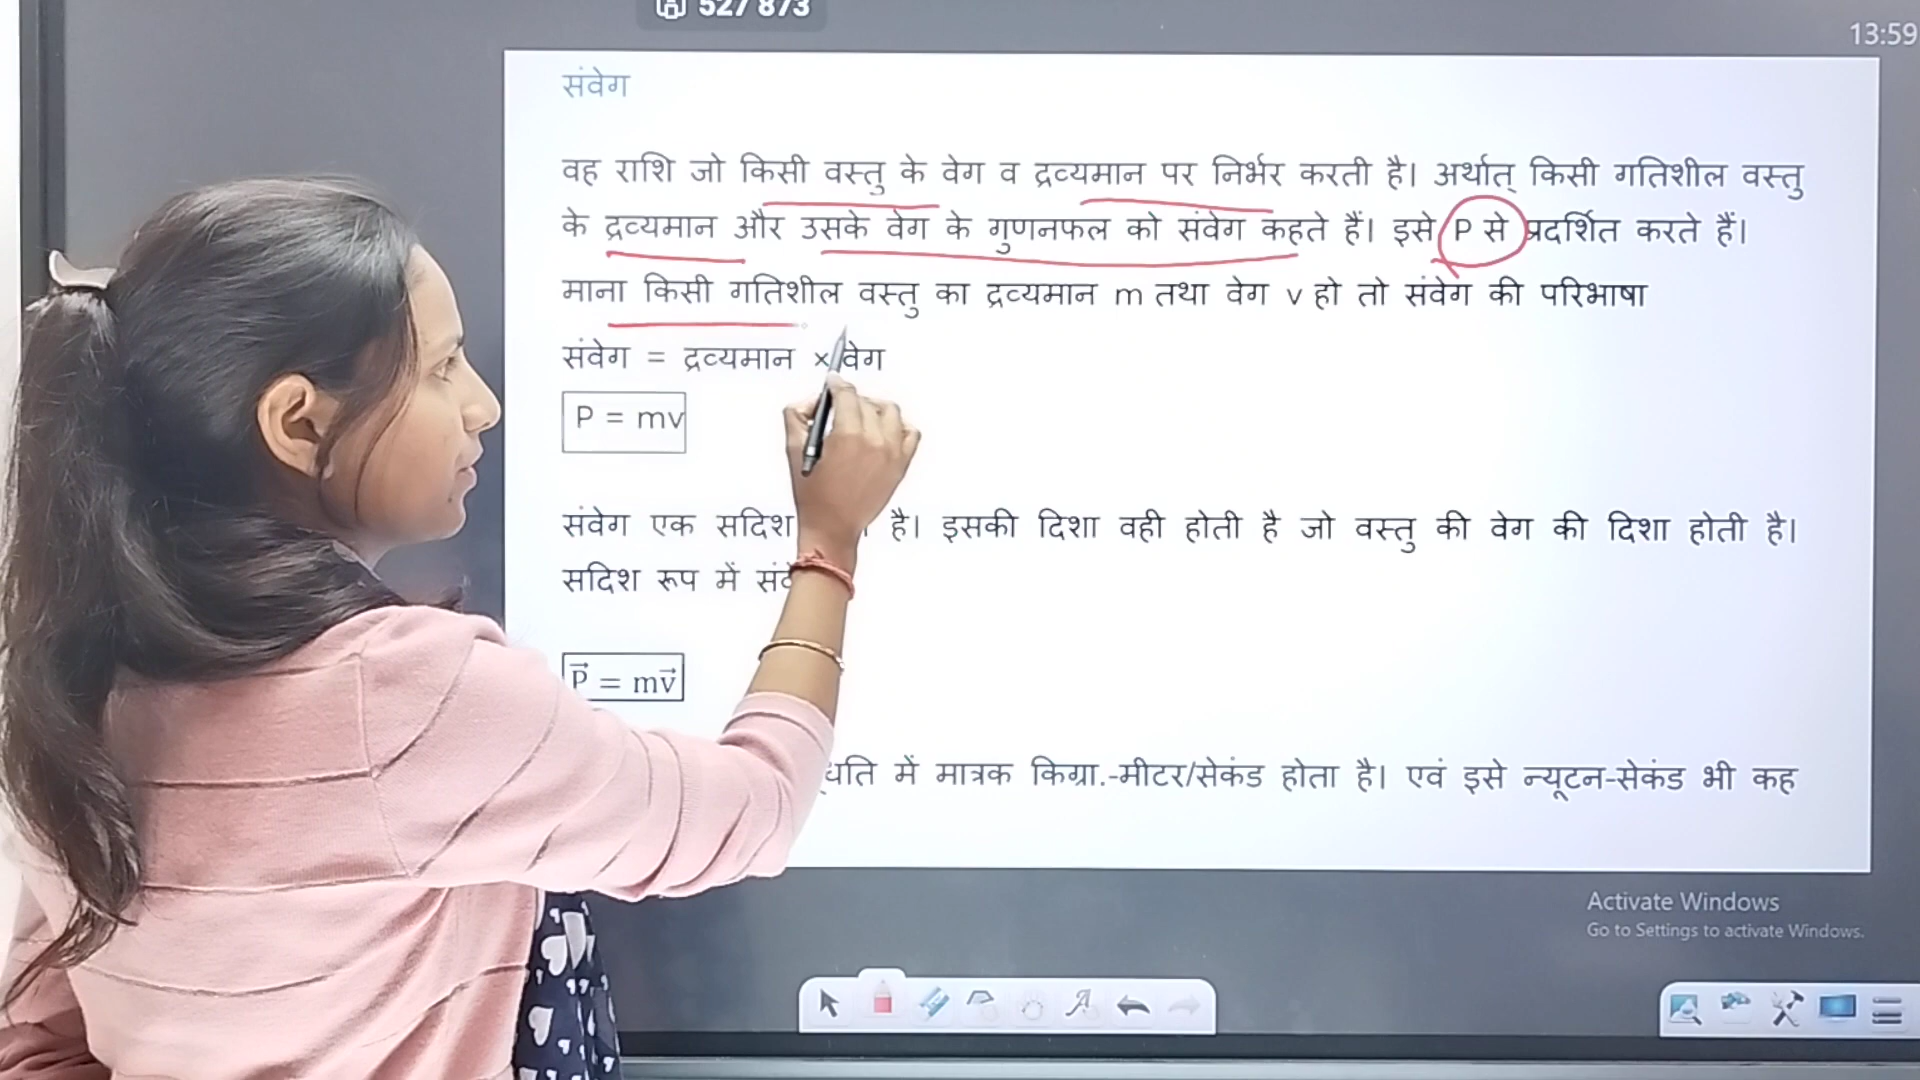 527 873
13:59
संवेग
वह राशि जो किसी वस्तु के वेग व द्रव्यमान पर निर्भर करती है। अर्थात् किसी गतिशील वस्तु
के द्रव्यमान और उसके वेग के गुणनफल को संवेग कहते हैं। इसे P से प्रदर्शित करते हैं।
माना किसी गतिशील वस्तु का द्रव्यमान m तथा वेग v हो तो संवेग की परिभाषा
संवेग = द्रव्यमान × वेग
P = mv
संवेग एक सदिश है। इसकी दिशा वही होती है जो वस्तु की वेग की दिशा होती है।
सदिश रूप में
P⃗ = mv⃗
में मात्रक किग्रा.-मीटर/सेकंड होता है। एवं इसे न्यूटन-सेकंड भी कह
Activate Windows
Go to Settings to activate Windows.